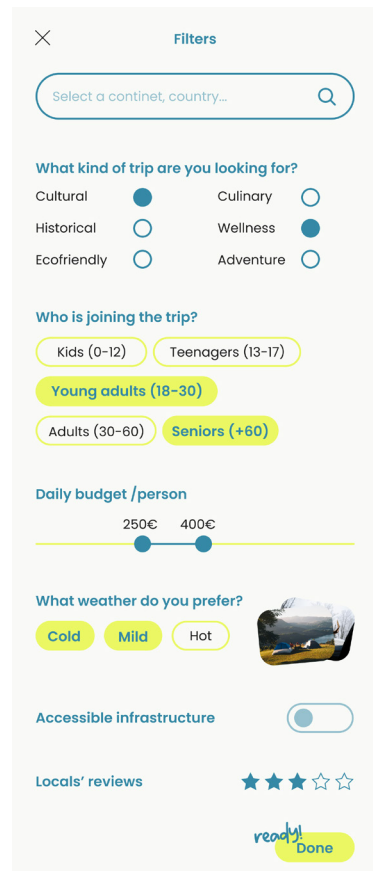 Filters
Select a continet, country...
What kind of trip are you looking for?
Cultural Culinary
Historical Wellness
Ecofriendly Adventure
Who is joining the trip?
Kids (0-12) Teenagers (13-17)
Young adults (18-30)
Adults (30-60) Seniors (+60)
Daily budget /person
250€ 400€
What weather do you prefer?
Cold Mild Hot
Accessible infrastructure
Locals’ reviews
ready!
Done